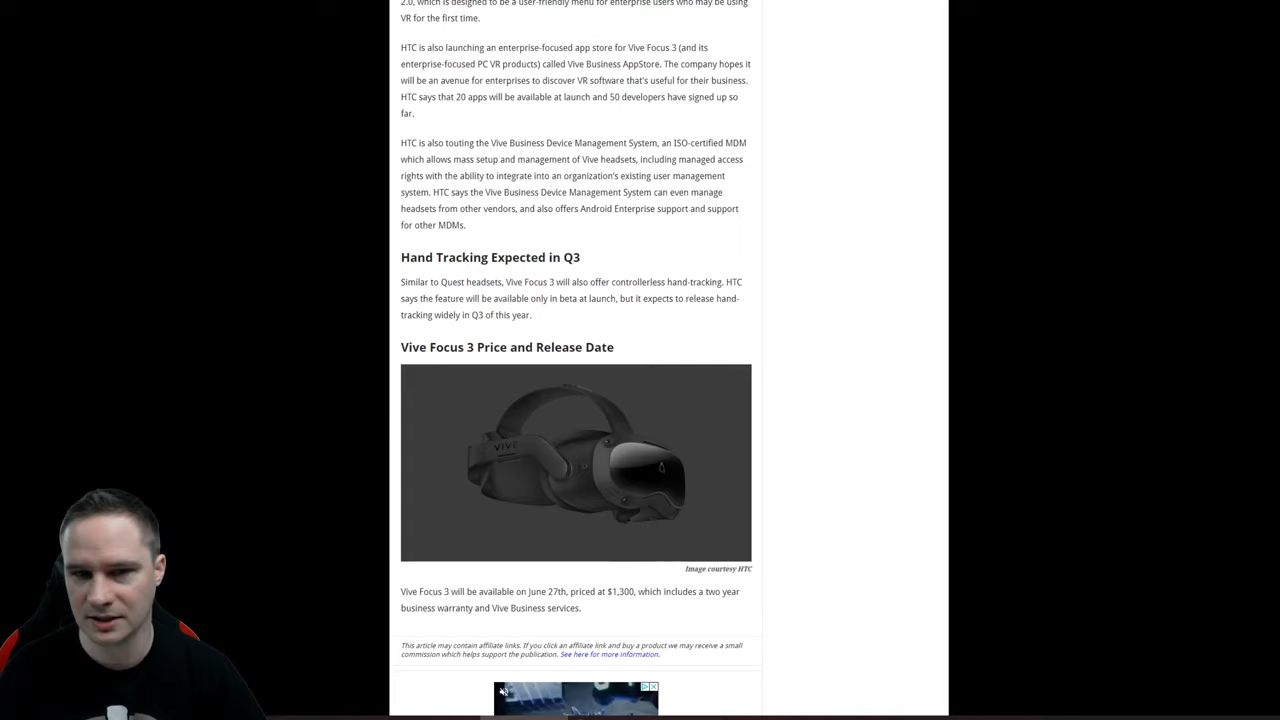 2.0, which is designed to be a user-friendly menu for enterprise users who may be using
VR for the first time.
HTC is also launching an enterprise-focused app store for Vive Focus 3 (and its
enterprise-focused PC VR products) called Vive Business AppStore. The company hopes it
will be an avenue for enterprises to discover VR software that's useful for their business.
HTC says that 20 apps will be available at launch and 50 developers have signed up so
far.
HTC is also touting the Vive Business Device Management System, an ISO-certified MDM
which allows mass setup and management of Vive headsets, including managed access
rights with the ability to integrate into an organization's existing user management
system. HTC says the Vive Business Device Management System can even manage
headsets from other vendors, and also offers Android Enterprise support and support
for other MDMs.
Hand Tracking Expected in Q3
Similar to Quest headsets, Vive Focus 3 will also offer controllerless hand-tracking. HTC
says the feature will be available only in beta at launch, but it expects to release hand-
tracking widely in Q3 of this year.
Vive Focus 3 Price and Release Date
VIVE
Image courtesy HTC
Vive Focus 3 will be available on June 27th, priced at $1,300, which includes a two year
business warranty and Vive Business services.
This article may contain affiliate links. If you click an affiliate link and buy a product we may receive a small
commission which helps support the publication. See here for more information.